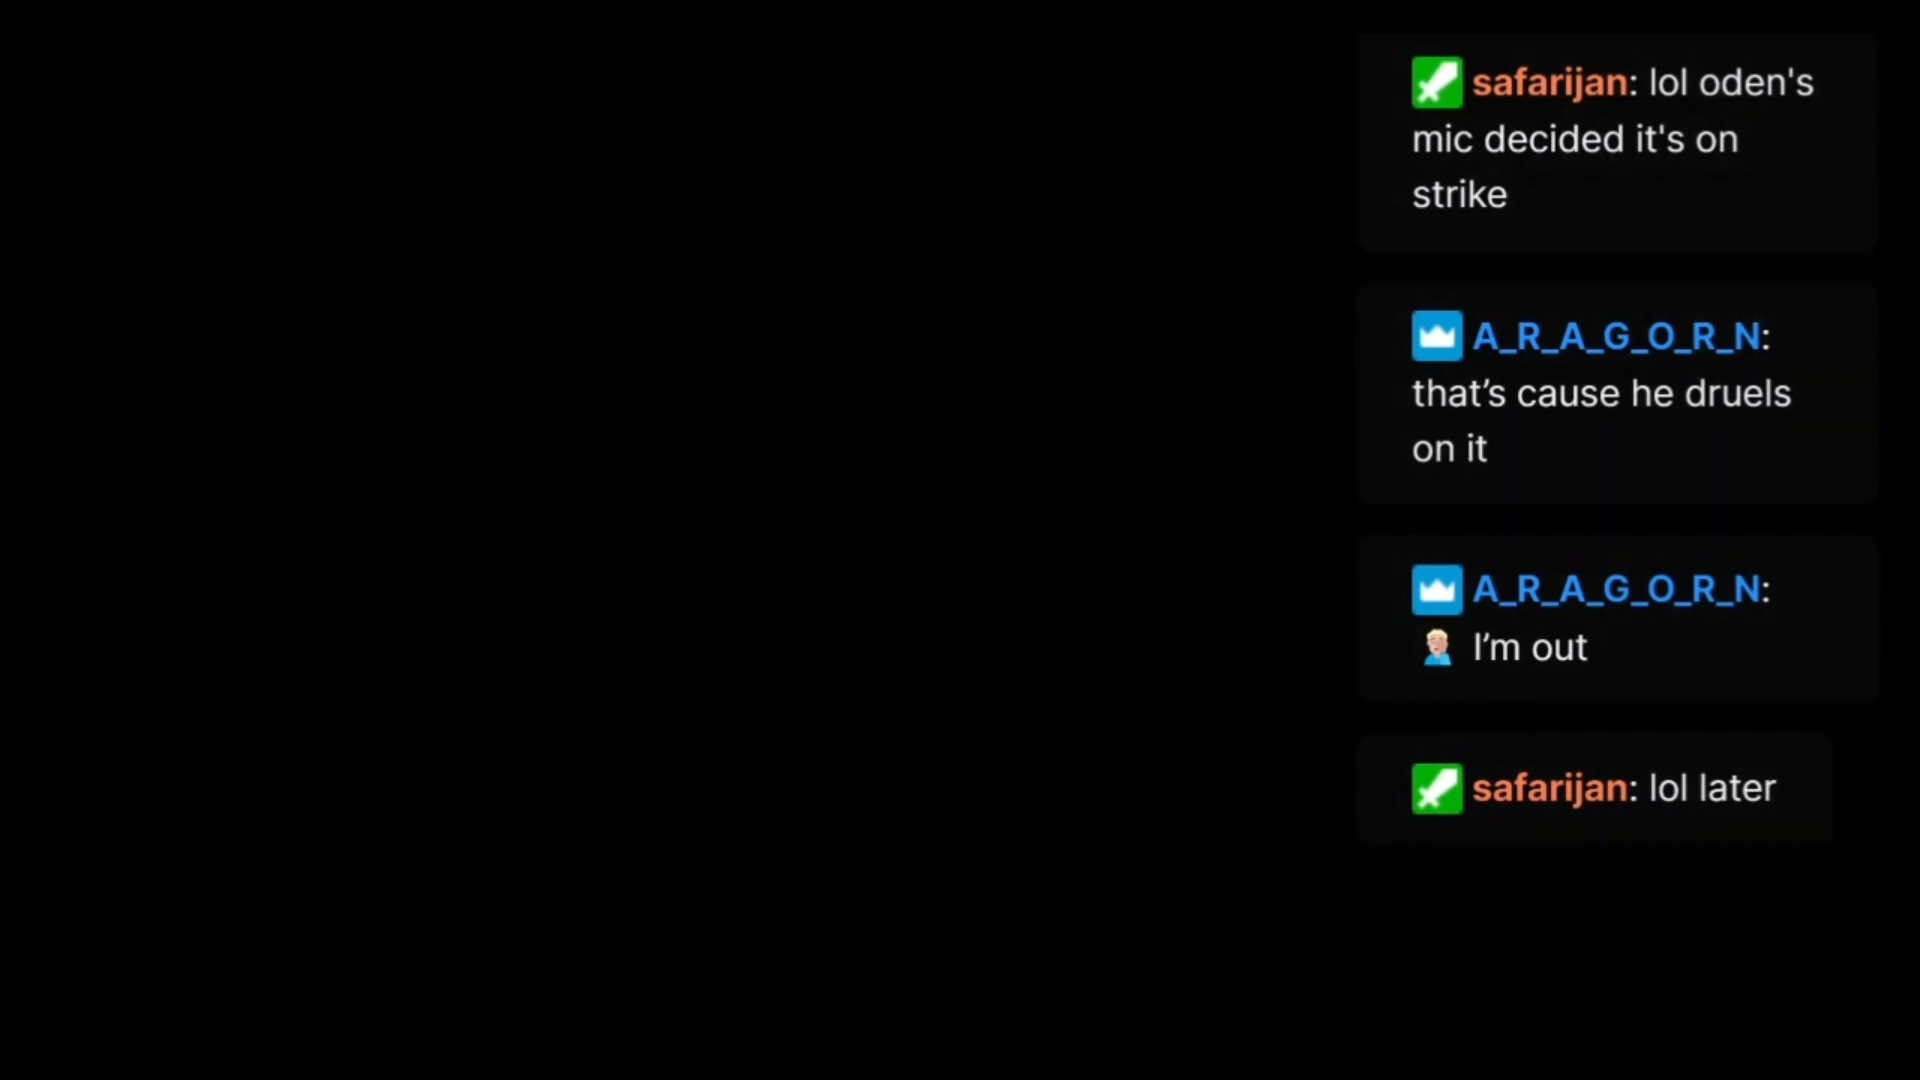 safarijan: lol oden's
mic decided it's on
strike
A_R_A_G_O_R_N:
that’s cause he druels
on it
A_R_A_G_O_R_N:
I’m out
safarijan: lol later